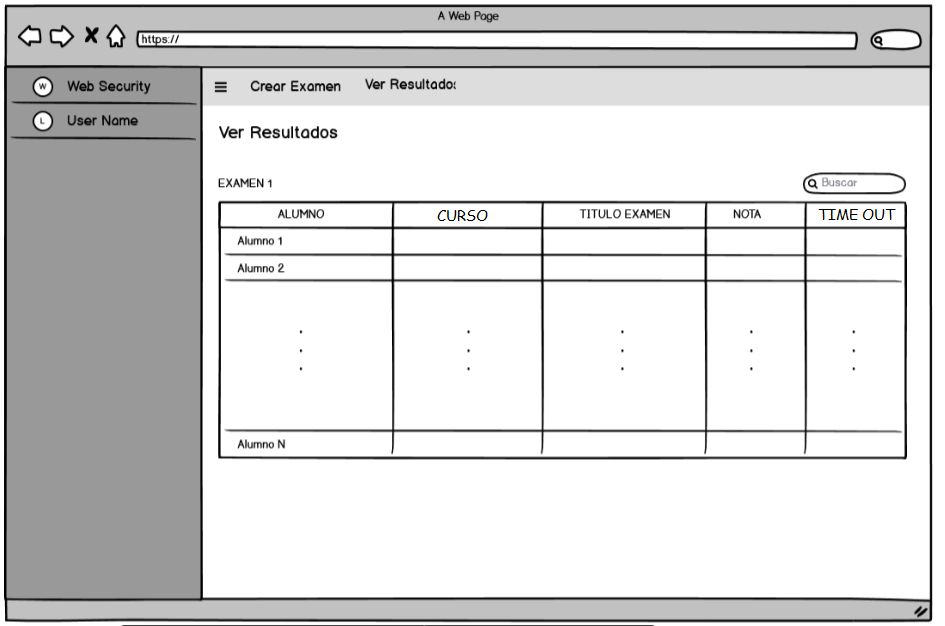 A Web Page
https://
W Web Security
L User Name
Crear Examen Ver Resultados
Ver Resultados
EXAMEN 1
Buscar
ALUMNO CURSO TITULO EXAMEN NOTA TIME OUT
Alumno 1
Alumno 2
Alumno N